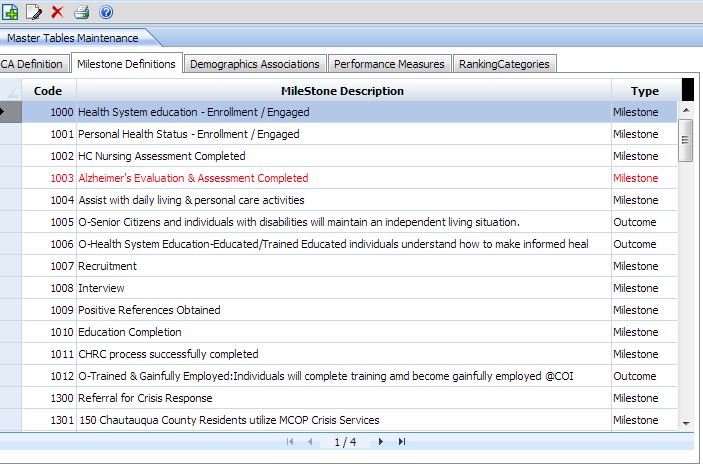 Master Tables Maintenance
CA Definition Milestone Definitions Demographics Associations Performance Measures RankingCategories
Code MileStone Description Type
1000 Health System education - Enrollment / Engaged Milestone
1001 Personal Health Status - Enrollment / Engaged Milestone
1002 HC Nursing Assessment Completed Milestone
1003 Alzheimer's Evaluation & Assessment Completed Milestone
1004 Assist with daily living & personal care activities Milestone
1005 O-Senior Citizens and individuals with disabilities will maintain an independent living situation. Outcome
1006 O-Health System Education-Educated/Trained Educated individuals understand how to make informed heal Outcome
1007 Recruitment Milestone
1008 Interview Milestone
1009 Positive References Obtained Milestone
1010 Education Completion Milestone
1011 CHRC process successfully completed Milestone
1012 O-Trained & Gainfully Employed:Individuals will complete training amd become gainfully employed @COI Outcome
1300 Referral for Crisis Response Milestone
1301 150 Chautauqua County Residents utilize MCOP Crisis Services Milestone
1 / 4